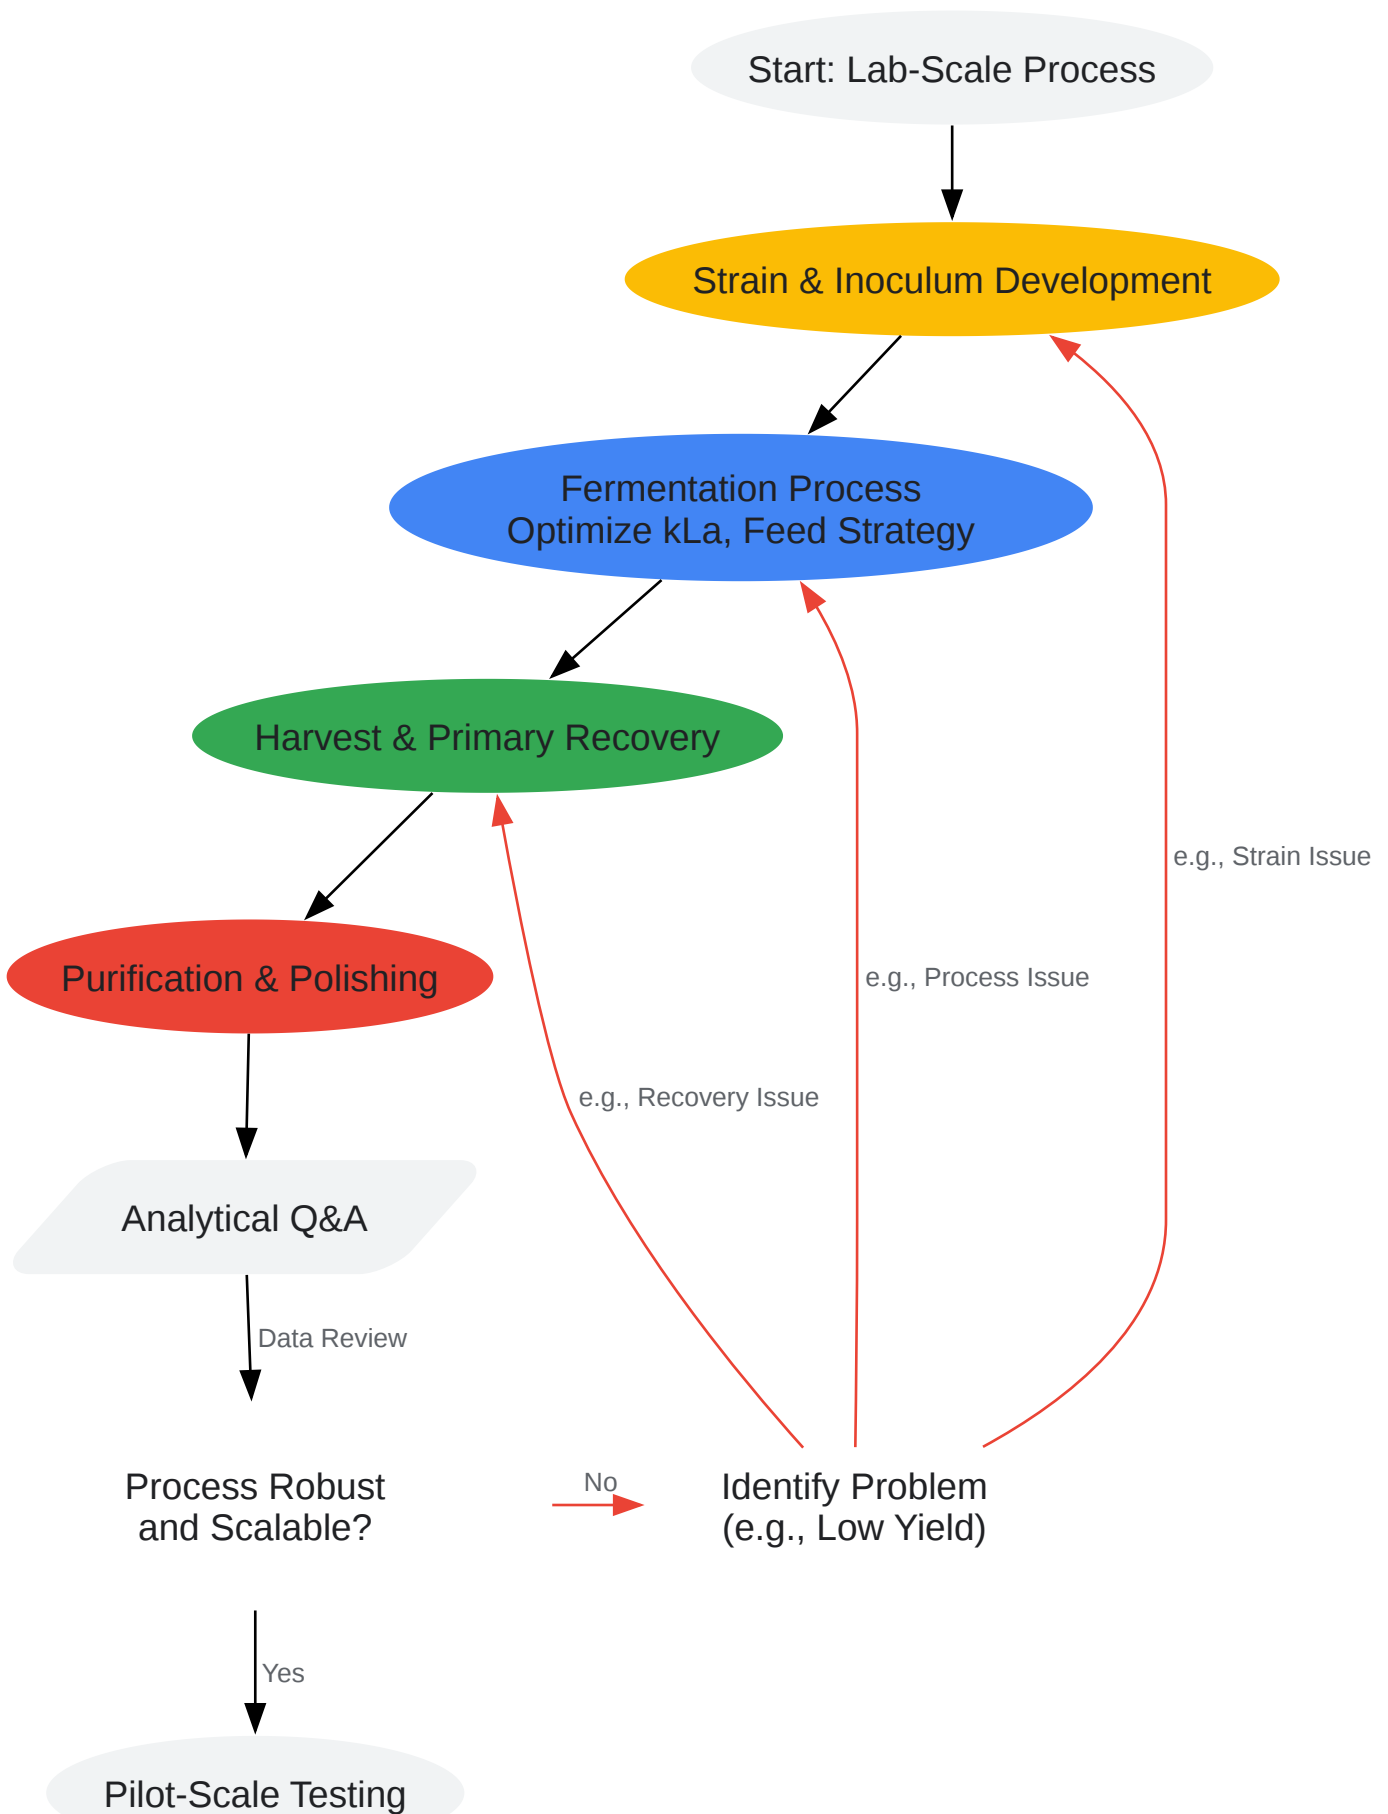 Start: Lab-Scale Process
Strain & Inoculum Development
Fermentation Process
Optimize kLa, Feed Strategy
Harvest & Primary Recovery
e.g., Strain Issue
Purification & Polishing
e.g., Process Issue
e.g., Recovery Issue
Analytical Q&A
Data Review
Process Robust
and Scalable?
No
Identify Problem
(e.g., Low Yield)
Yes
Pilot-Scale Testing